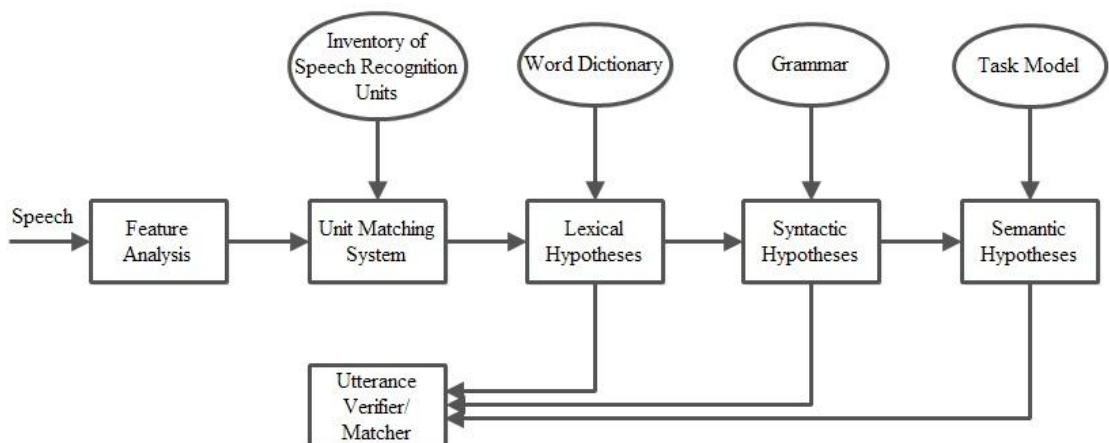 Inventory of
Speech Recognition
Units
Word Dictionary
Grammar
Task Model
Speech
Feature
Analysis
Unit Matching
System
Lexical
Hypotheses
Syntactic
Hypotheses
Semantic
Hypotheses
Utterance
Verifier/
Matcher